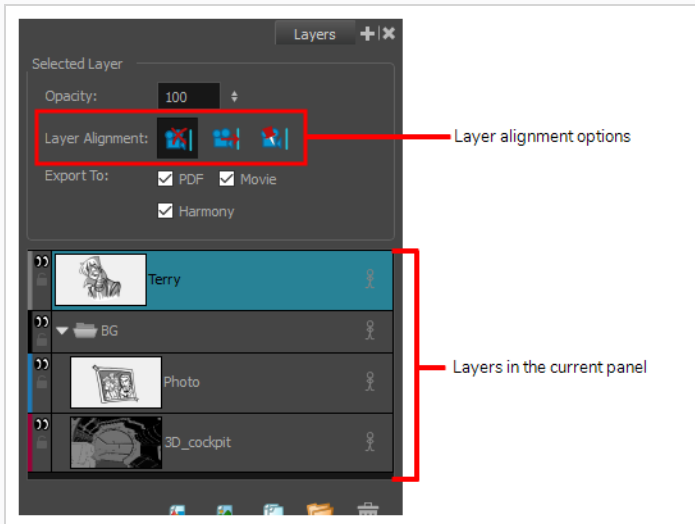 Layers
Selected Layer
Opacity: 100
Layer Alignment:
Layer alignment options
Export To: PDF Movie
Harmony
Terry
BG
Layers in the current panel
Photo
3D_cockpit